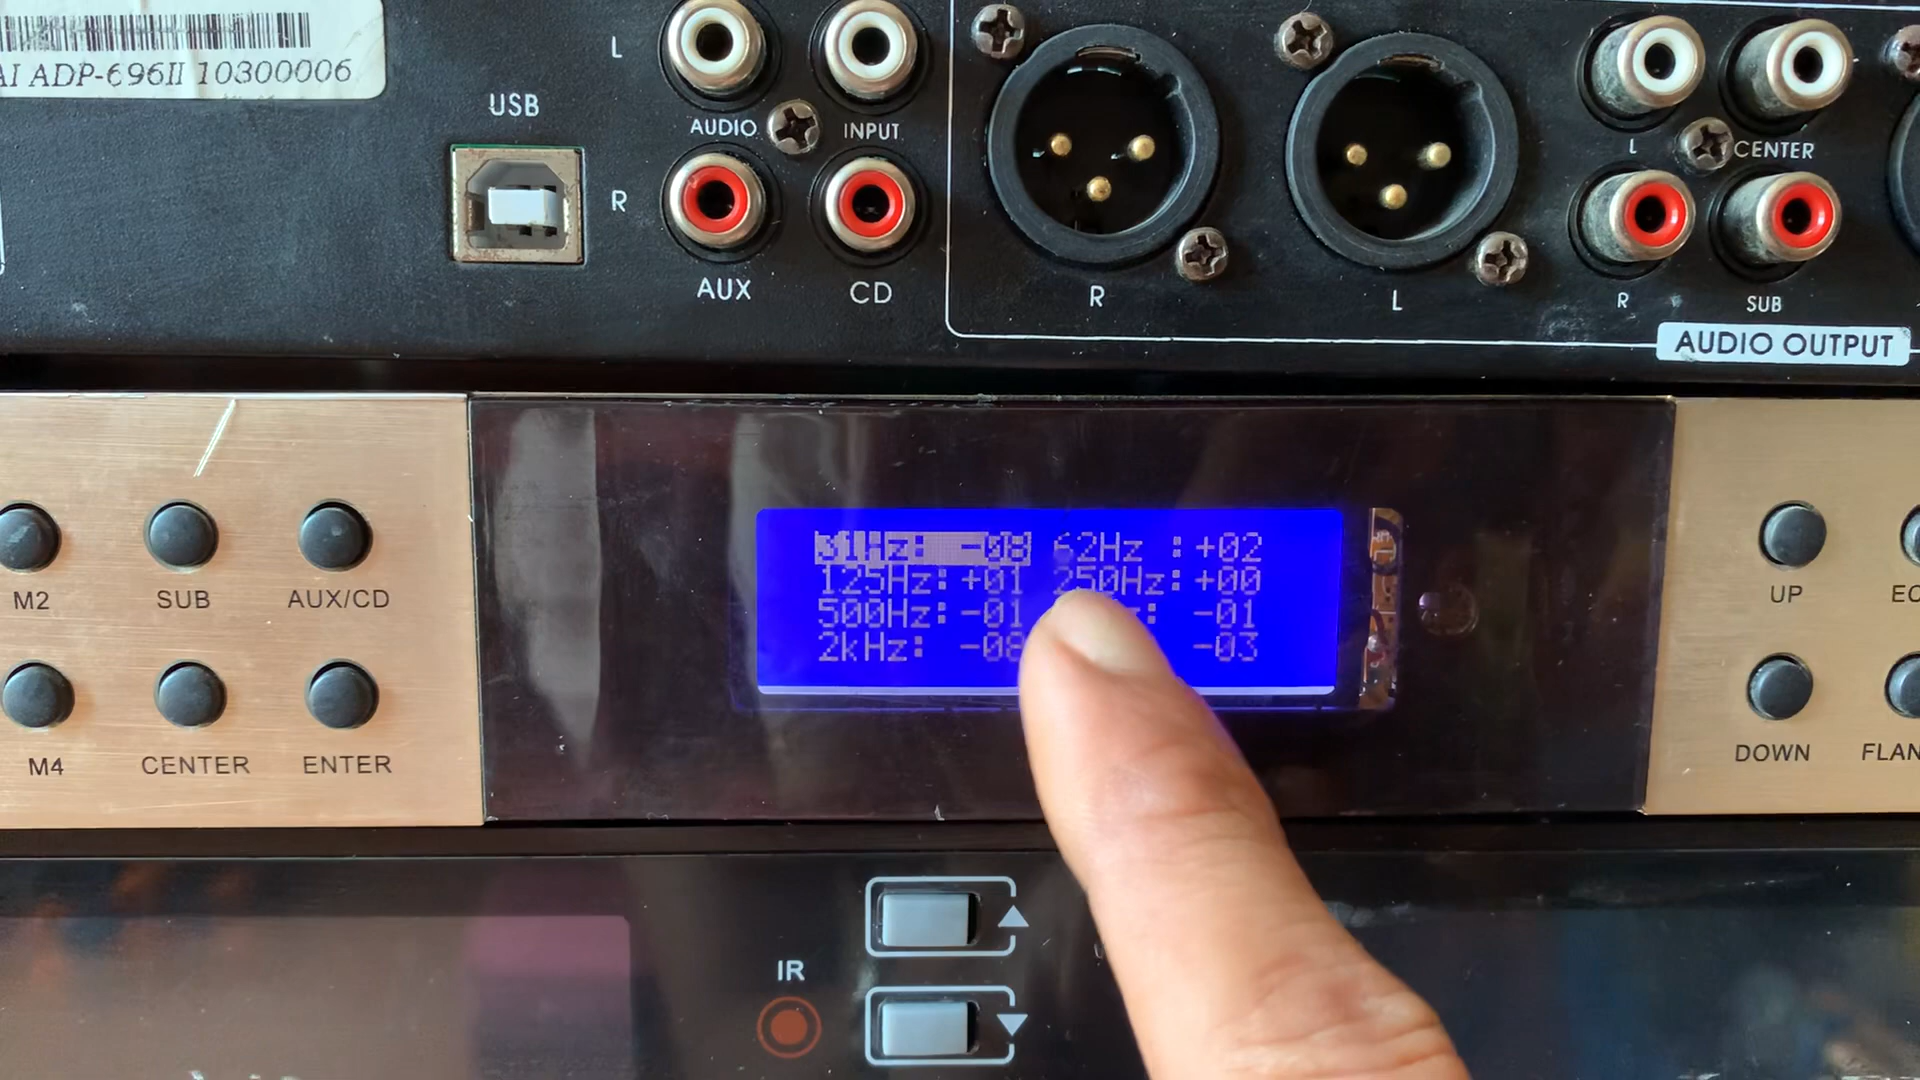 AI ADP-696II 10300006
USB
L
R
AUDIO INPUT
AUX CD
R
L
L CENTER
R SUB
AUDIO OUTPUT
M2 SUB AUX/CD
M4 CENTER ENTER
31Hz: -08 62Hz : +02
125Hz: +01 250Hz: +00
500Hz: -01 : -01
2kHz: -08 -03
UP
DOWN
IR